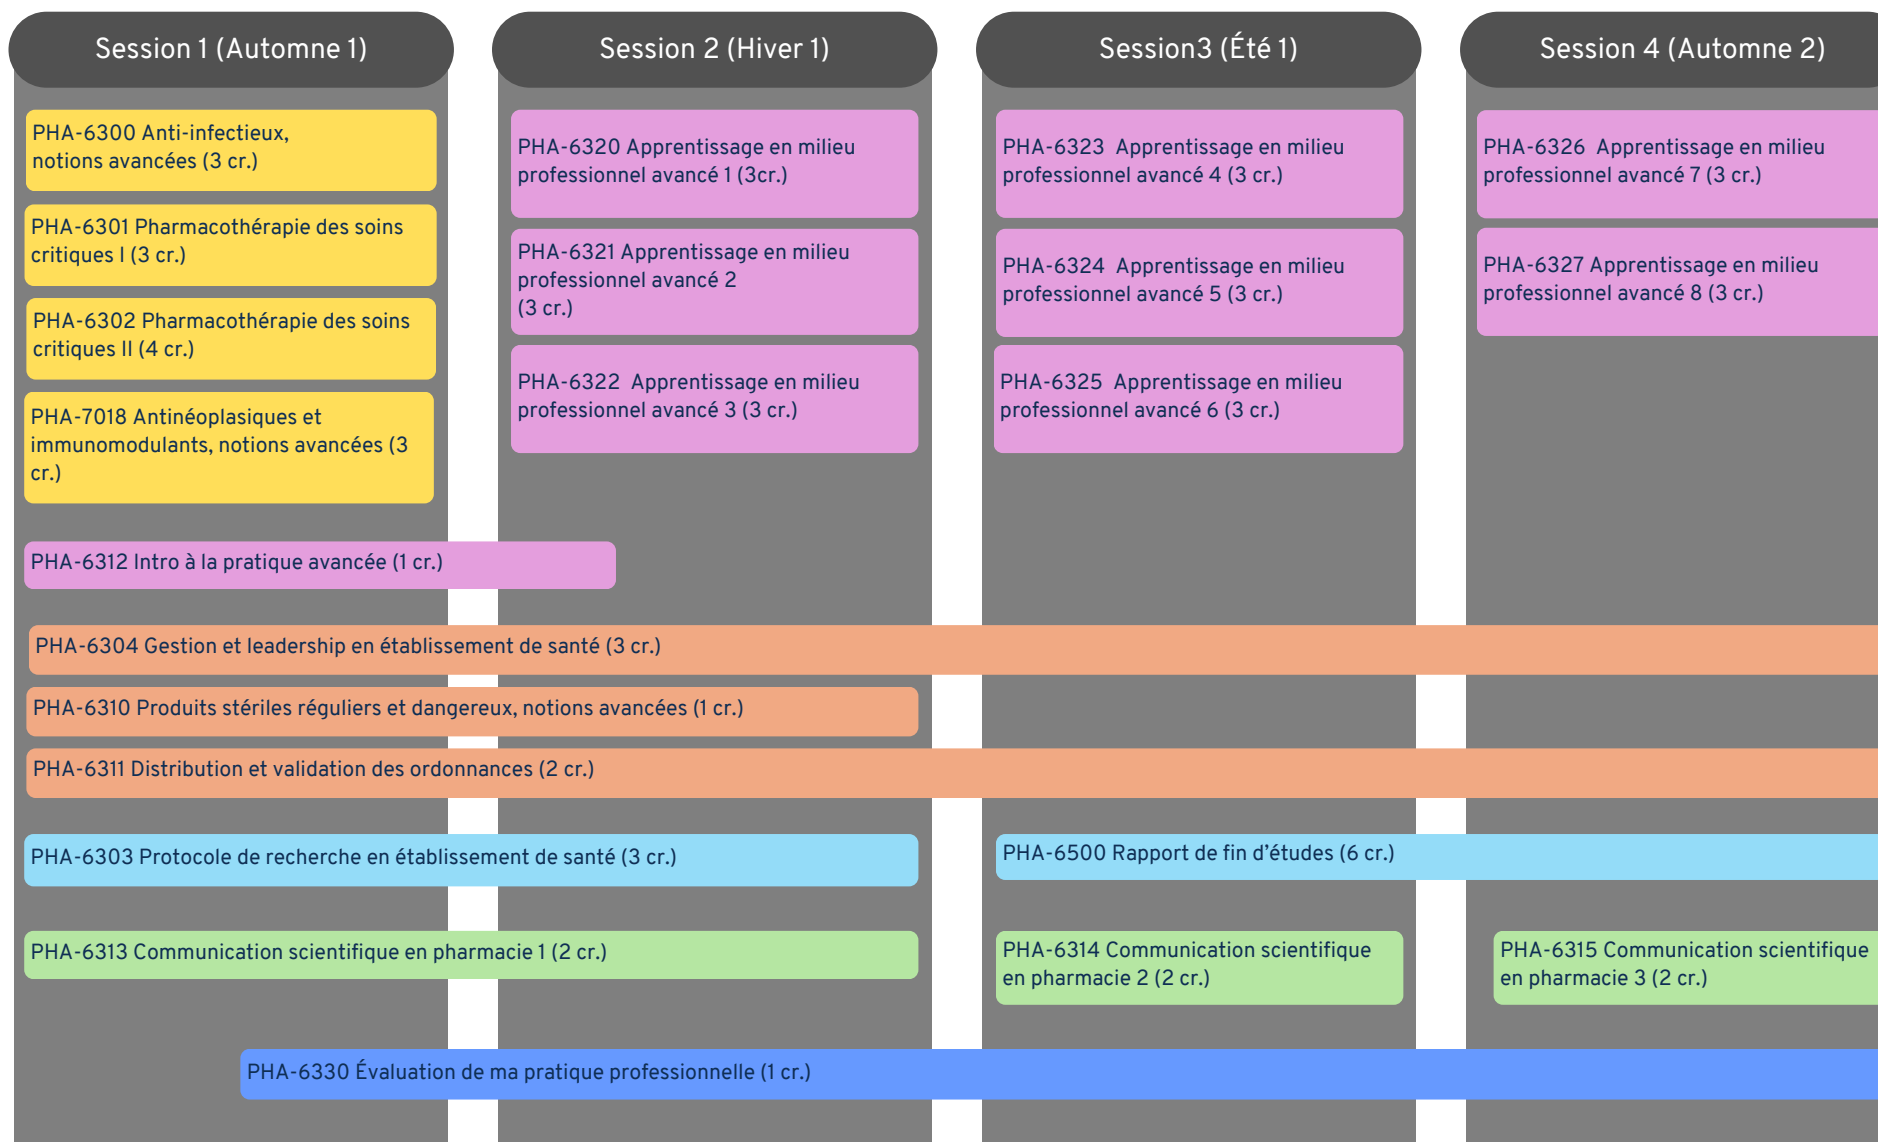 Session 1 (Automne 1)
PHA-6300 Anti-infectieux,
notions avancées (3 cr.)
PHA-6301 Pharmacothérapie des soins
critiques I (3 cr.)
PHA-6302 Pharmacothérapie des soins
critiques II (4 cr.)
PHA-7018 Antinéoplasiques et
immunomodulants, notions avancées (3
cr.)
Session 2 (Hiver 1)
PHA-6320 Apprentissage en milieu
professionnel avancé 1 (3cr.)
PHA-6321 Apprentissage en milieu
professionnel avancé 2
(3 cr.)
PHA-6322  Apprentissage en milieu
professionnel avancé 3 (3 cr.)
Session3 (Été 1)
PHA-6323  Apprentissage en milieu
professionnel avancé 4 (3 cr.)
PHA-6324  Apprentissage en milieu
professionnel avancé 5 (3 cr.)
PHA-6325  Apprentissage en milieu
professionnel avancé 6 (3 cr.)
Session 4 (Automne 2)
PHA-6326  Apprentissage en milieu
professionnel avancé 7 (3 cr.)
PHA-6327 Apprentissage en milieu
professionnel avancé 8 (3 cr.)
PHA-6312 Intro à la pratique avancée (1 cr.)
PHA-6304 Gestion et leadership en établissement de santé (3 cr.)
PHA-6310 Produits stériles réguliers et dangereux, notions avancées (1 cr.)
PHA-6311 Distribution et validation des ordonnances (2 cr.)
PHA-6303 Protocole de recherche en établissement de santé (3 cr.)
PHA-6500 Rapport de fin d'études (6 cr.)
PHA-6313 Communication scientifique en pharmacie 1 (2 cr.)
PHA-6314 Communication scientifique
en pharmacie 2 (2 cr.)
PHA-6315 Communication scientifique
en pharmacie 3 (2 cr.)
PHA-6330 Évaluation de ma pratique professionnelle (1 cr.)